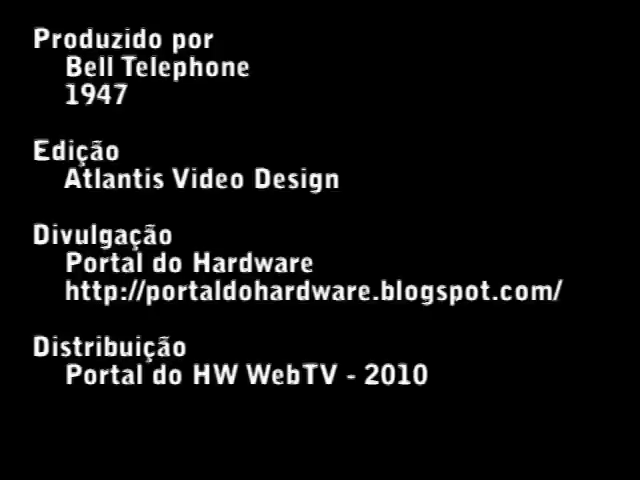 Produzido por
Bell Telephone
1947
Edição
Atlantis Video Design
Divulgação
Portal do Hardware
http://portaldohardware.blogspot.com/
Distribuição
Portal do HW WebTV - 2010